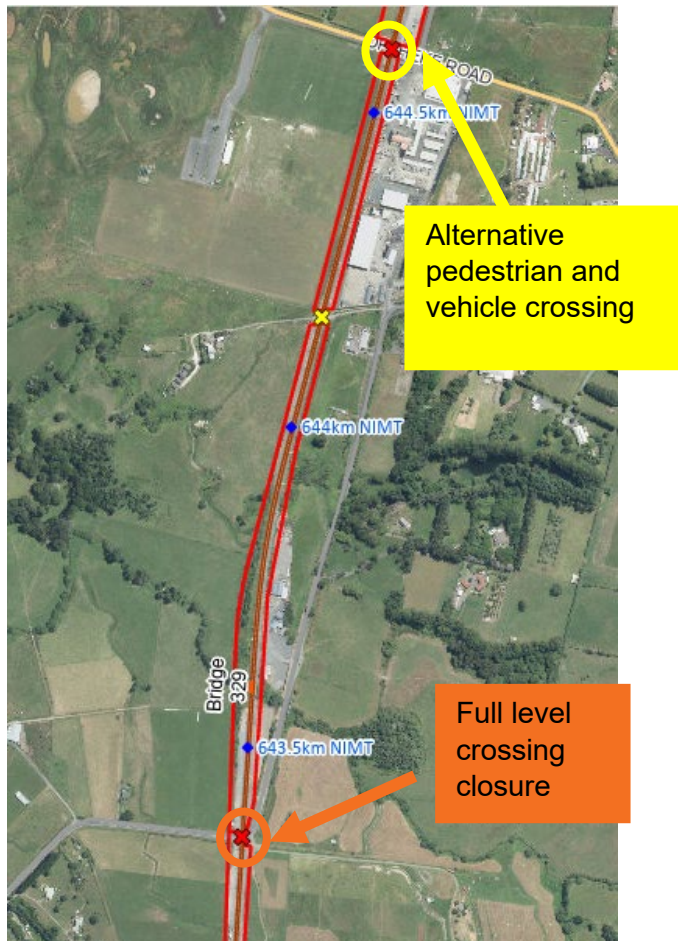 ROAD
644.5km NIMT
Alternative
pedestrian and
vehicle crossing
644km NIMT
Bridge
329
643.5km NIMT
Full level
crossing
closure